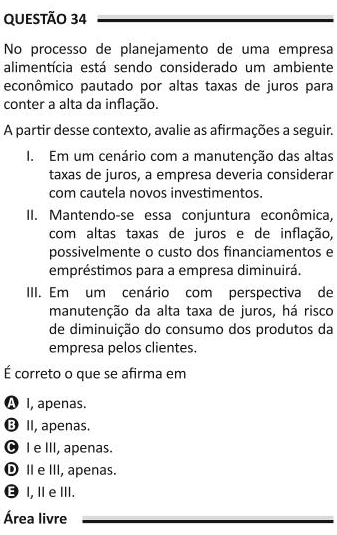 QUESTÃO 34
No processo de planejamento de uma empresa
alimentícia está sendo considerado um ambiente
econômico pautado por altas taxas de juros para
conter a alta da inflação.
A partir desse contexto, avalie as afirmações a seguir.
I. Em um cenário com a manutenção das altas
taxas de juros, a empresa deveria considerar
com cautela novos investimentos.
II. Mantendo-se essa conjuntura econômica,
com altas taxas de juros e de inflação,
possivelmente o custo dos financiamentos e
empréstimos para a empresa diminuirá.
III. Em um cenário com perspectiva de
manutenção da alta taxa de juros, há risco
de diminuição do consumo dos produtos da
empresa pelos clientes.
É correto o que se afirma em
A I, apenas.
B II, apenas.
C I e III, apenas.
D II e III, apenas.
E I, II e III.
Área livre